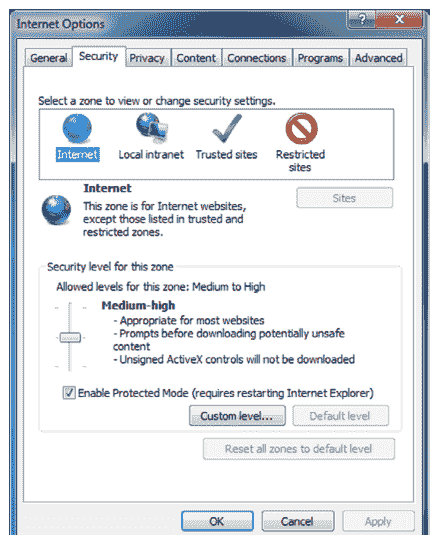 Internet Options
?
General Security Privacy Content Connections Programs Advanced
Select a zone to view or change security settings.
Internet Local intranet Trusted sites Restricted
sites
Internet
Sites
This zone is for Internet websites,
except those listed in trusted and
restricted zones.
Security level for this zone
Allowed levels for this zone: Medium to High
Medium-high
- Appropriate for most websites
- Prompts before downloading potentially unsafe
content
- Unsigned ActiveX controls will not be downloaded
Enable Protected Mode (requires restarting Internet Explorer)
Custom level... Default level
Reset all zones to default level
OK Cancel Apply